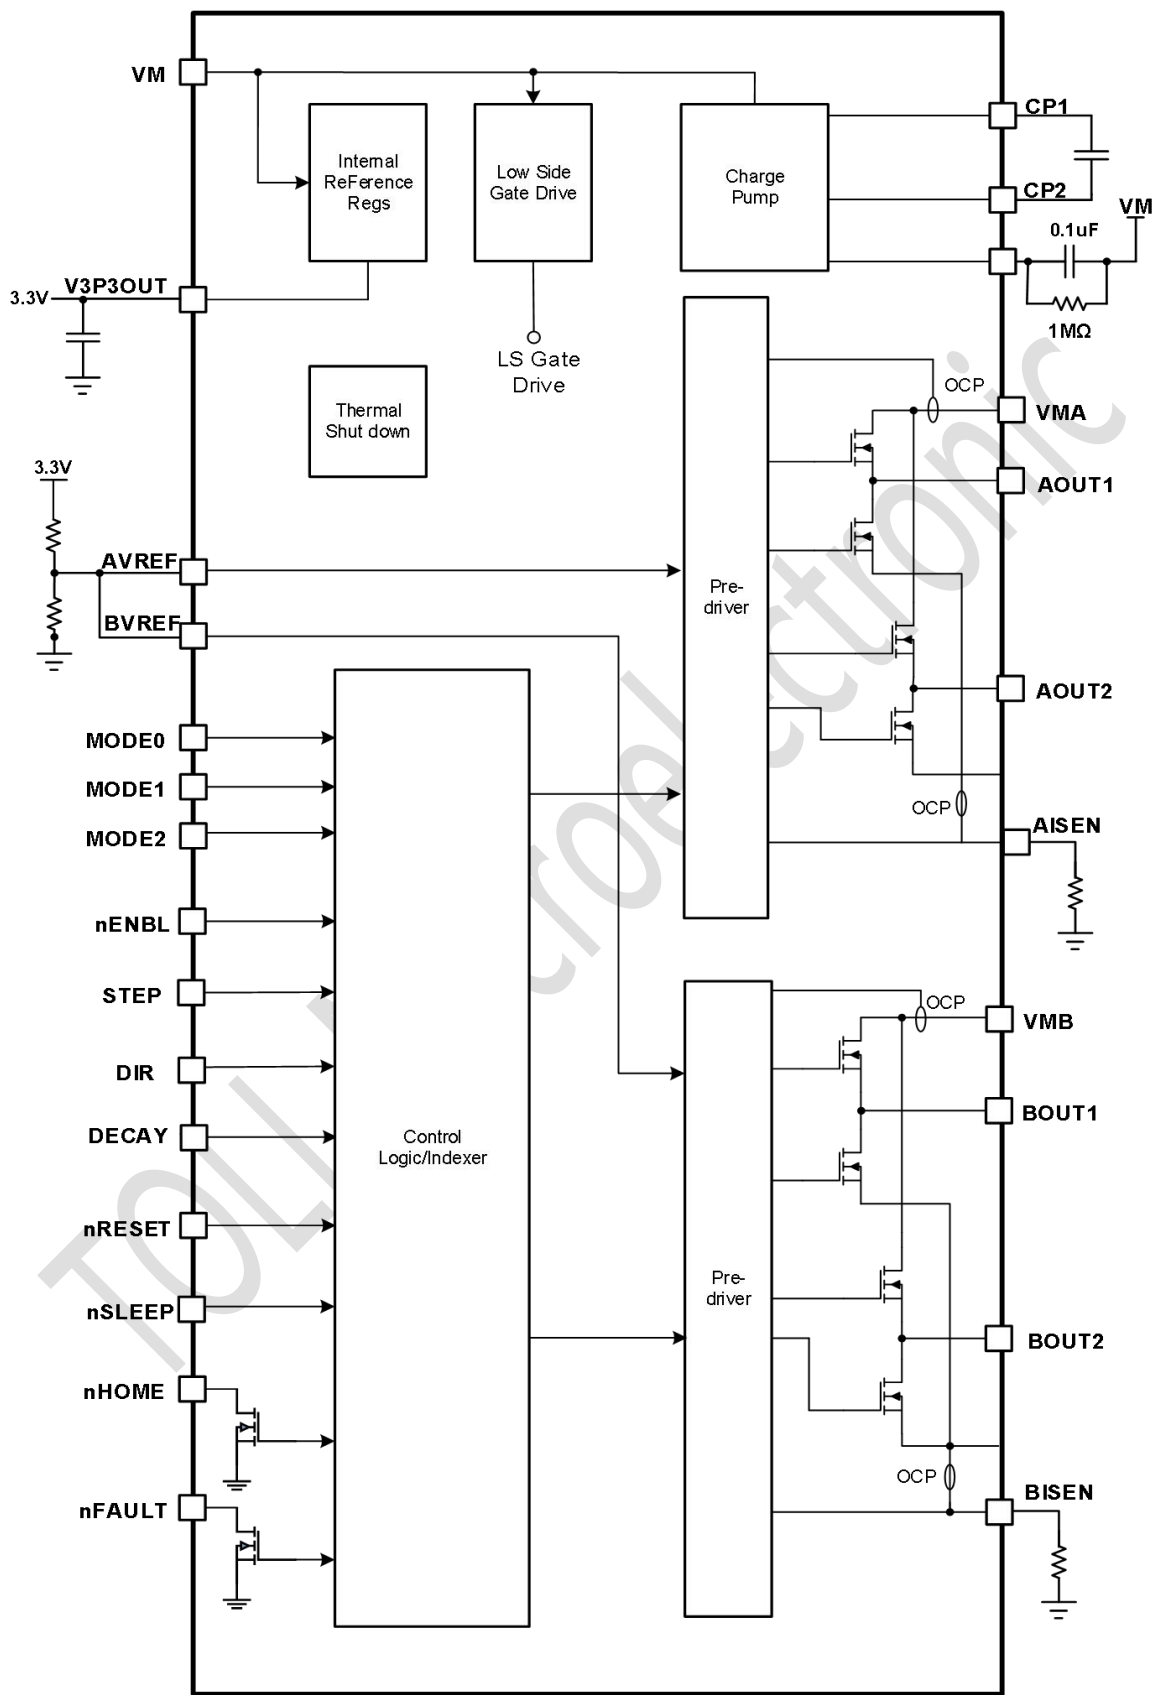 VM
CP1
Internal
ReFerence
Regs
Low Side
Gate Drive
Charge
Pump
CP2
VM
0.1uF
1MΩ
V3P3OUT
3.3V
LS Gate
Drive
Thermal
Shut down
OCP
VMA
3.3V
AOUT1
AVREF
BVREF
Pre-
driver
AOUT2
MODE0
MODE1
MODE2
OCP
AISEN
nENBL
STEP
OCP
VMB
DIR
BOUT1
DECAY
Control
Logic/Indexer
nRESET
Pre-
driver
nSLEEP
BOUT2
nHOME
OCP
BISEN
nFAULT